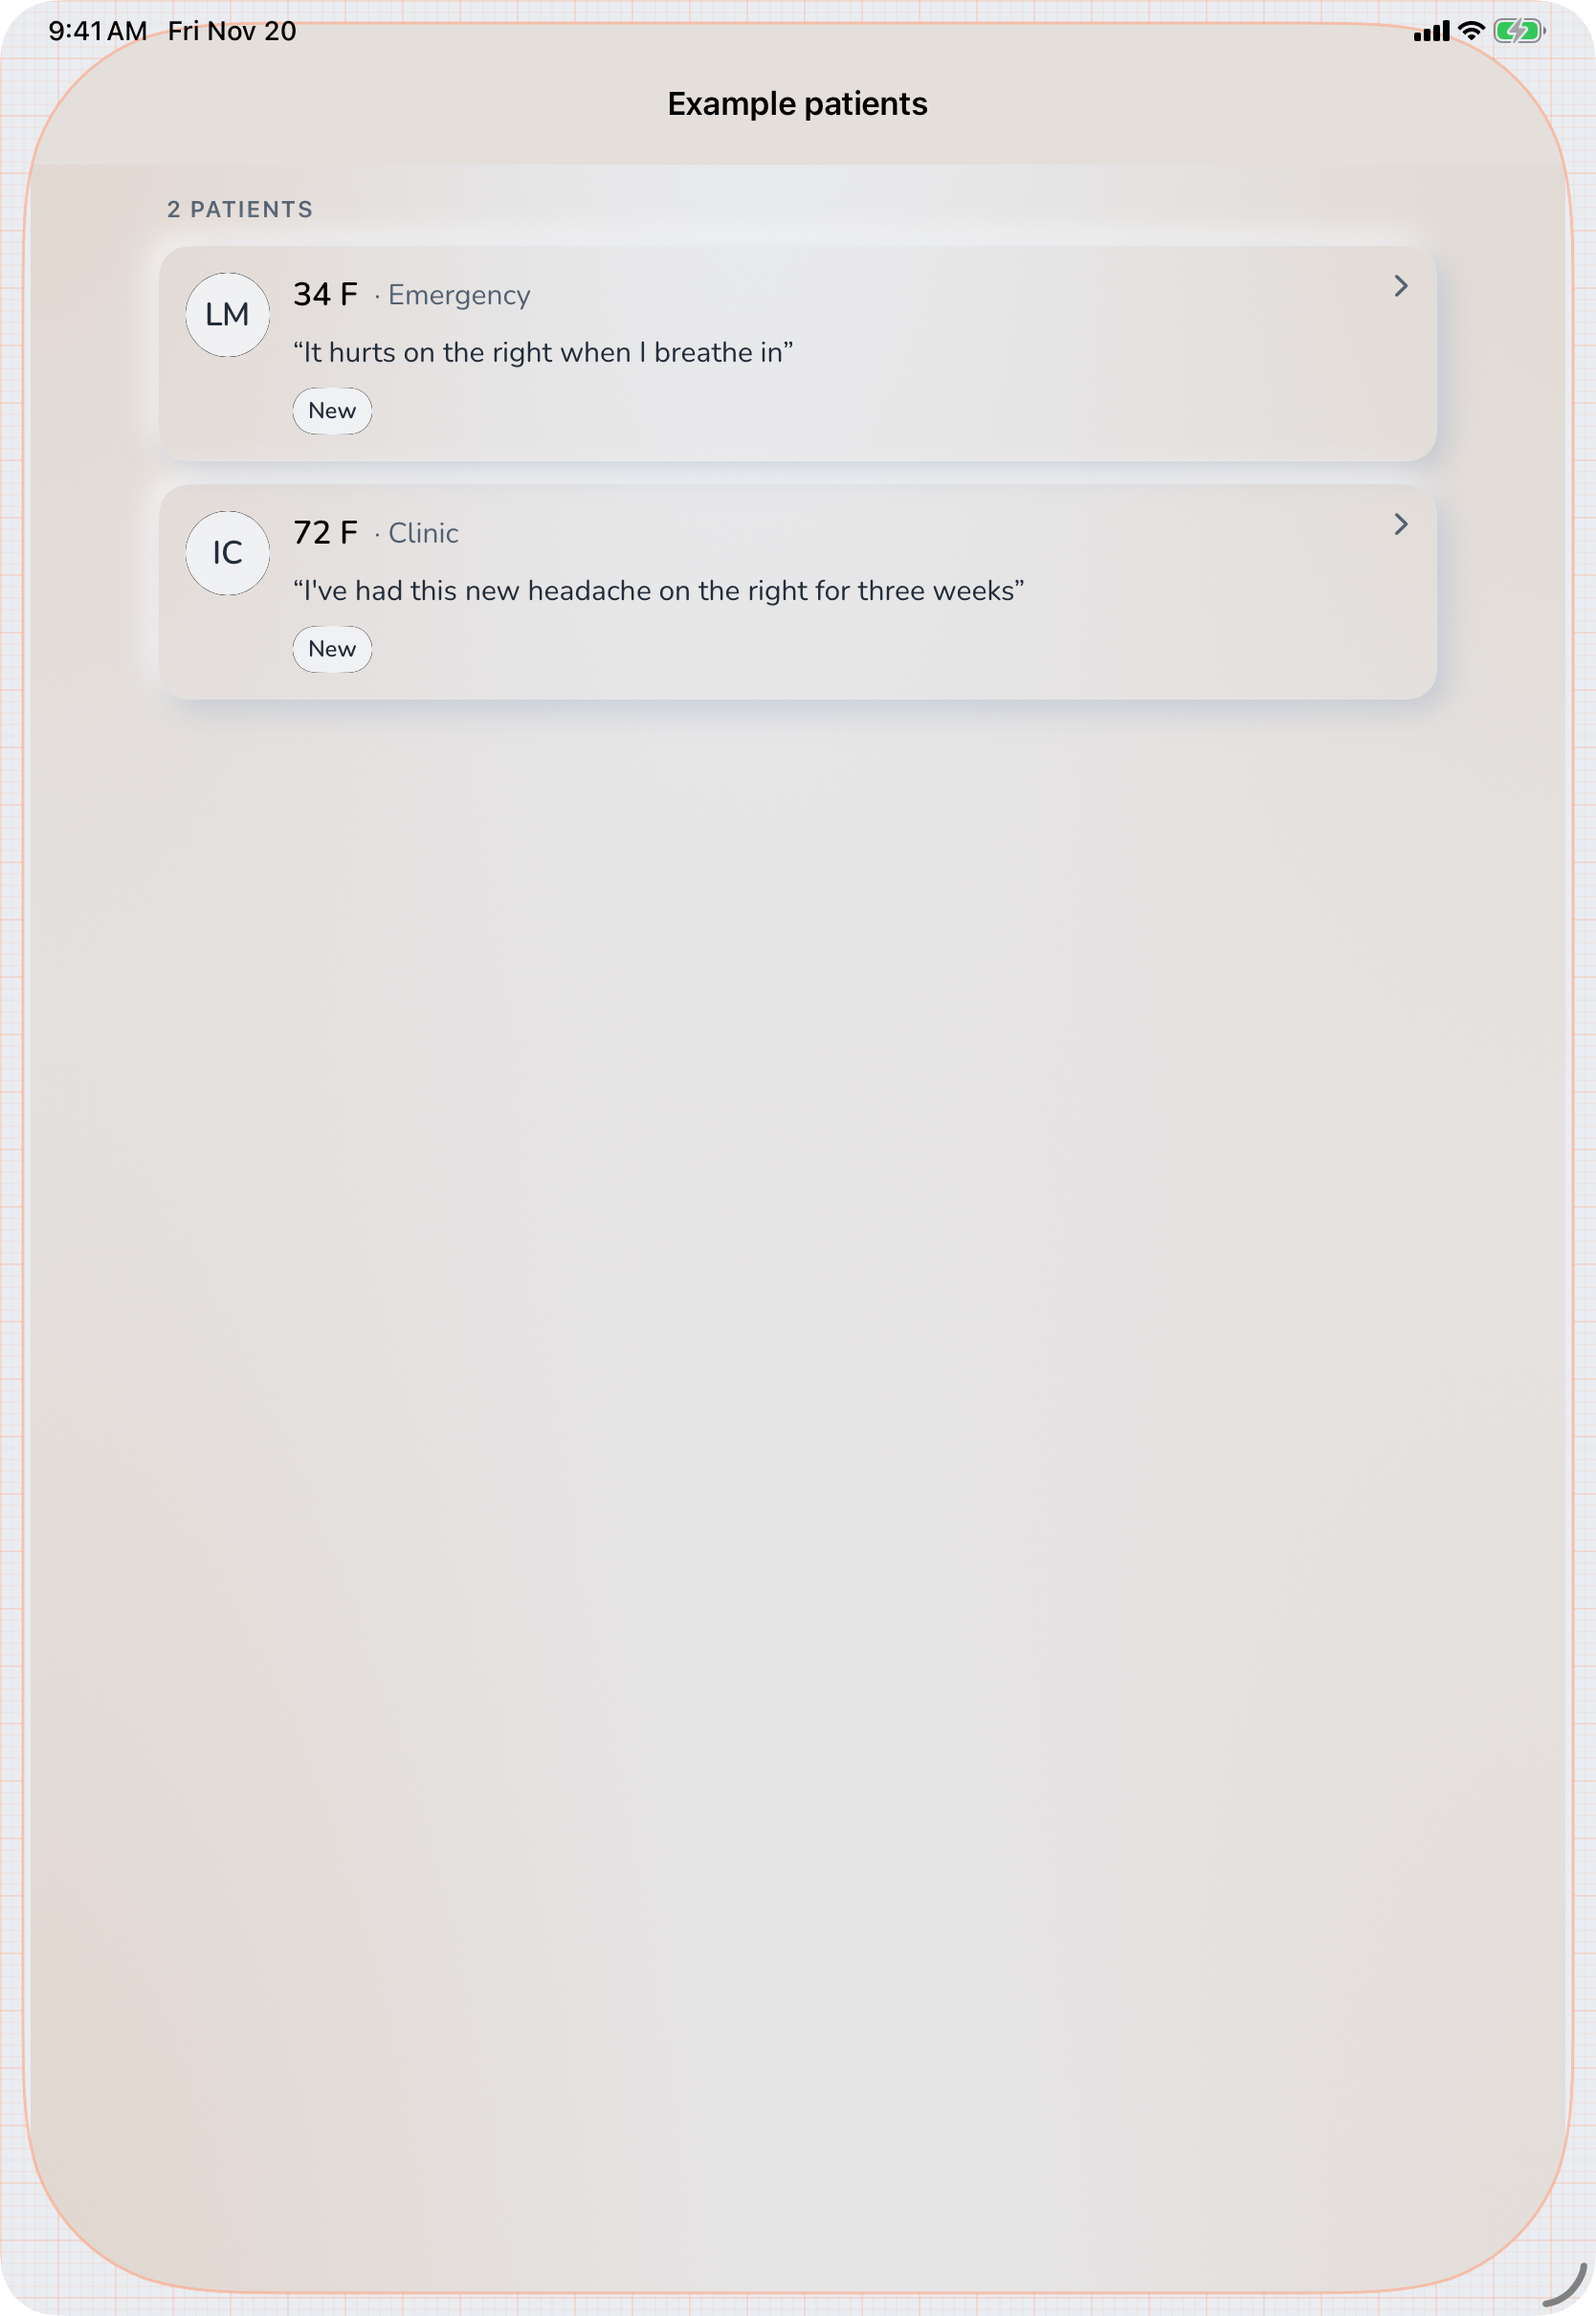 9:41 AM Fri Nov 20
Example patients
2 PATIENTS
LM
34 F · Emergency
“It hurts on the right when I breathe in”
New
IC
72 F · Clinic
“I've had this new headache on the right for three weeks”
New